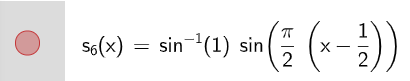 s₆(x) = sin⁻¹(1) sin(π/2 (x − 1/2))